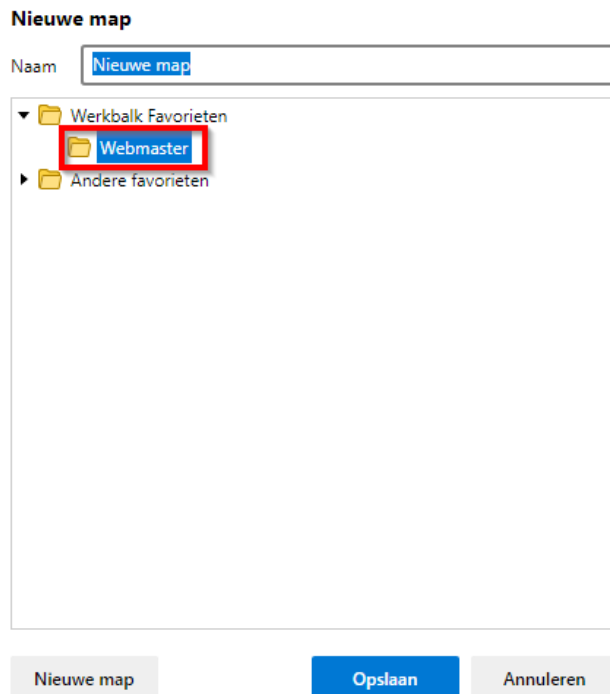 Nieuwe map
Naam Nieuwe map
Werkbalk Favorieten
Webmaster
Andere favorieten
Nieuwe map Opslaan Annuleren